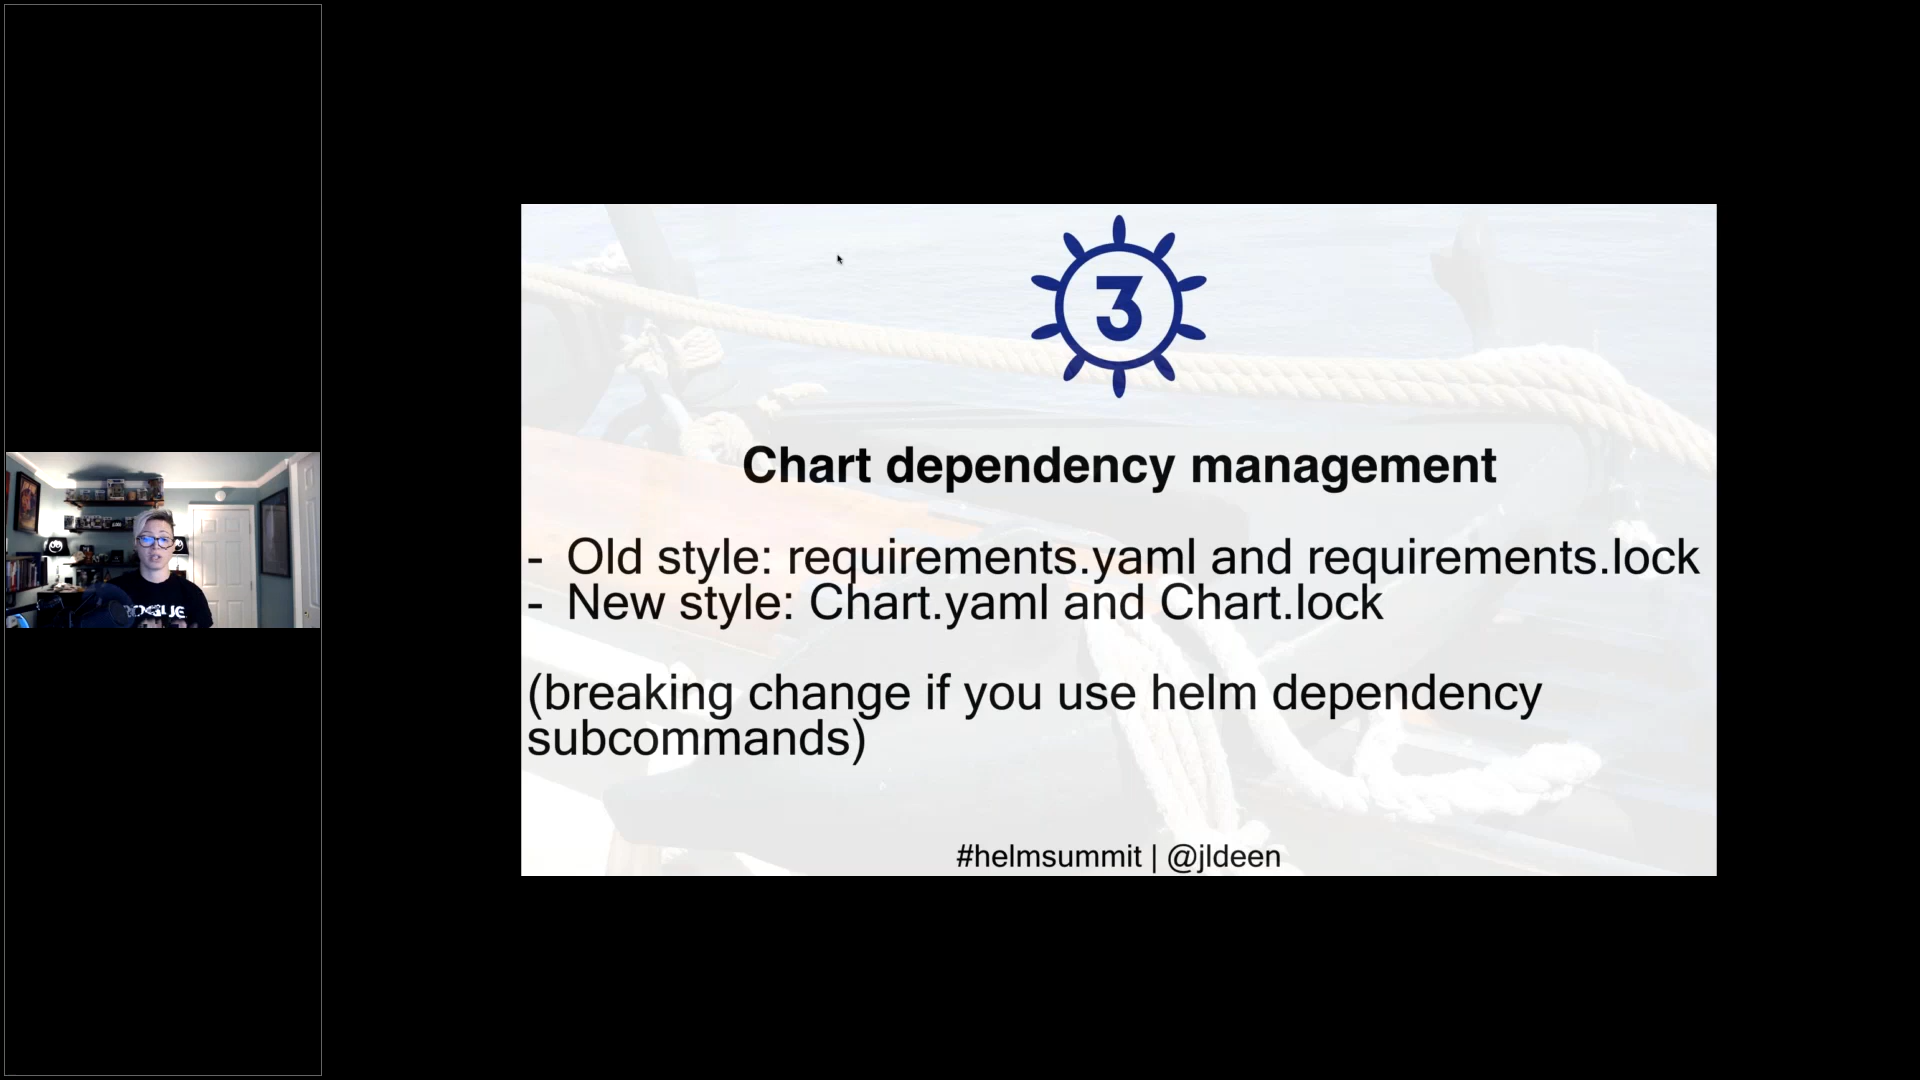 3
Chart dependency management
- Old style: requirements.yaml and requirements.lock
- New style: Chart.yaml and Chart.lock
(breaking change if you use helm dependency
subcommands)
#helmsummit | @jldeen
ROGUE